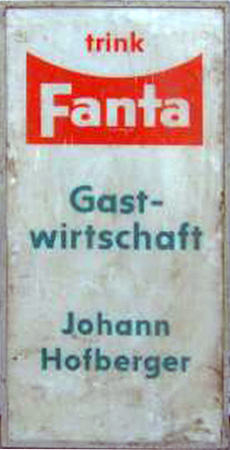 trink
Fanta
Gast-
wirtschaft
Johann
Hofberger